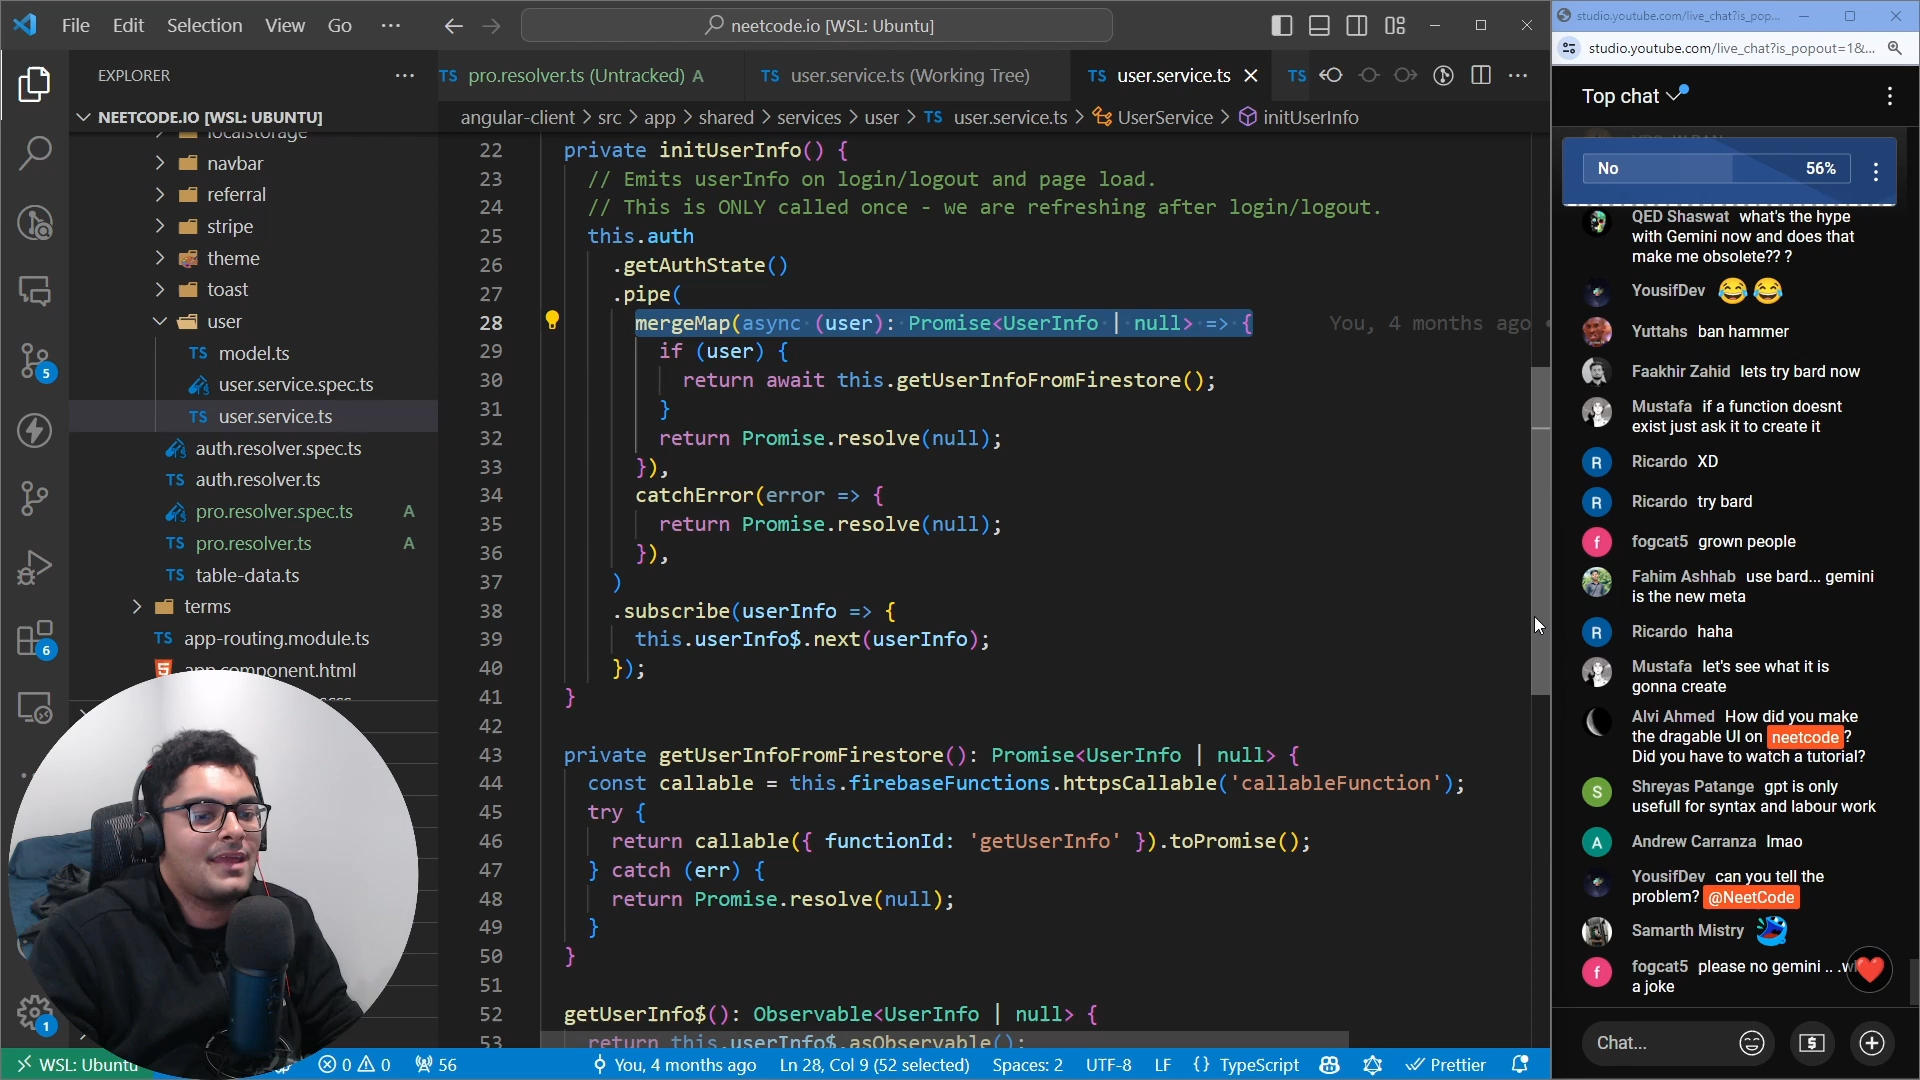 File Edit Selection View Go ···
neetcode.io [WSL: Ubuntu]
EXPLORER ···
NEETCODE.IO [WSL: UBUNTU]
localstorage
navbar
referral
stripe
theme
toast
user
TS model.ts
user.service.spec.ts
TS user.service.ts
auth.resolver.spec.ts
TS auth.resolver.ts
pro.resolver.spec.ts A
TS pro.resolver.ts A
TS table-data.ts
terms
TS app-routing.module.ts
app.component.html
5
6
1
TS pro.resolver.ts (Untracked) A
TS user.service.ts (Working Tree)
TS user.service.ts
TS
angular-client > src > app > shared > services > user > TS user.service.ts > UserService > initUserInfo
22 private initUserInfo() {
23 // Emits userInfo on login/logout and page load.
24 // This is ONLY called once - we are refreshing after login/logout.
25 this.auth
26 .getAuthState()
27 .pipe(
28 mergeMap(async (user): Promise<UserInfo | null> => { You, 4 months ago •
29 if (user) {
30 return await this.getUserInfoFromFirestore();
31 }
32 return Promise.resolve(null);
33 }),
34 catchError(error => {
35 return Promise.resolve(null);
36 }),
37 )
38 .subscribe(userInfo => {
39 this.userInfo$.next(userInfo);
40 });
41 }
42
43 private getUserInfoFromFirestore(): Promise<UserInfo | null> {
44 const callable = this.firebaseFunctions.httpsCallable('callableFunction');
45 try {
46 return callable({ functionId: 'getUserInfo' }).toPromise();
47 } catch (err) {
48 return Promise.resolve(null);
49 }
50 }
51
52 getUserInfo$(): Observable<UserInfo | null> {
53 return this.userInfo$.asObservable();
WSL: Ubuntu
0 0 56
You, 4 months ago Ln 28, Col 9 (52 selected) Spaces: 2 UTF-8 LF {} TypeScript Prettier
studio.youtube.com/live_chat?is_pop...
studio.youtube.com/live_chat?is_popout=1&...
Top chat
No 56%
QED Shaswat what's the hype
with Gemini now and does that
make me obsolete?? ?
YousifDev 😂😂
Yuttahs ban hammer
Faakhir Zahid lets try bard now
Mustafa if a function doesnt
exist just ask it to create it
R Ricardo XD
R Ricardo try bard
f fogcat5 grown people
Fahim Ashhab use bard... gemini
is the new meta
R Ricardo haha
Mustafa let's see what it is
gonna create
Alvi Ahmed How did you make
the dragable UI on neetcode ?
Did you have to watch a tutorial?
S Shreyas Patange gpt is only
usefull for syntax and labour work
A Andrew Carranza lmao
YousifDev can you tell the
problem? @NeetCode
Samarth Mistry
f fogcat5 please no gemini .. .
a joke
Chat...